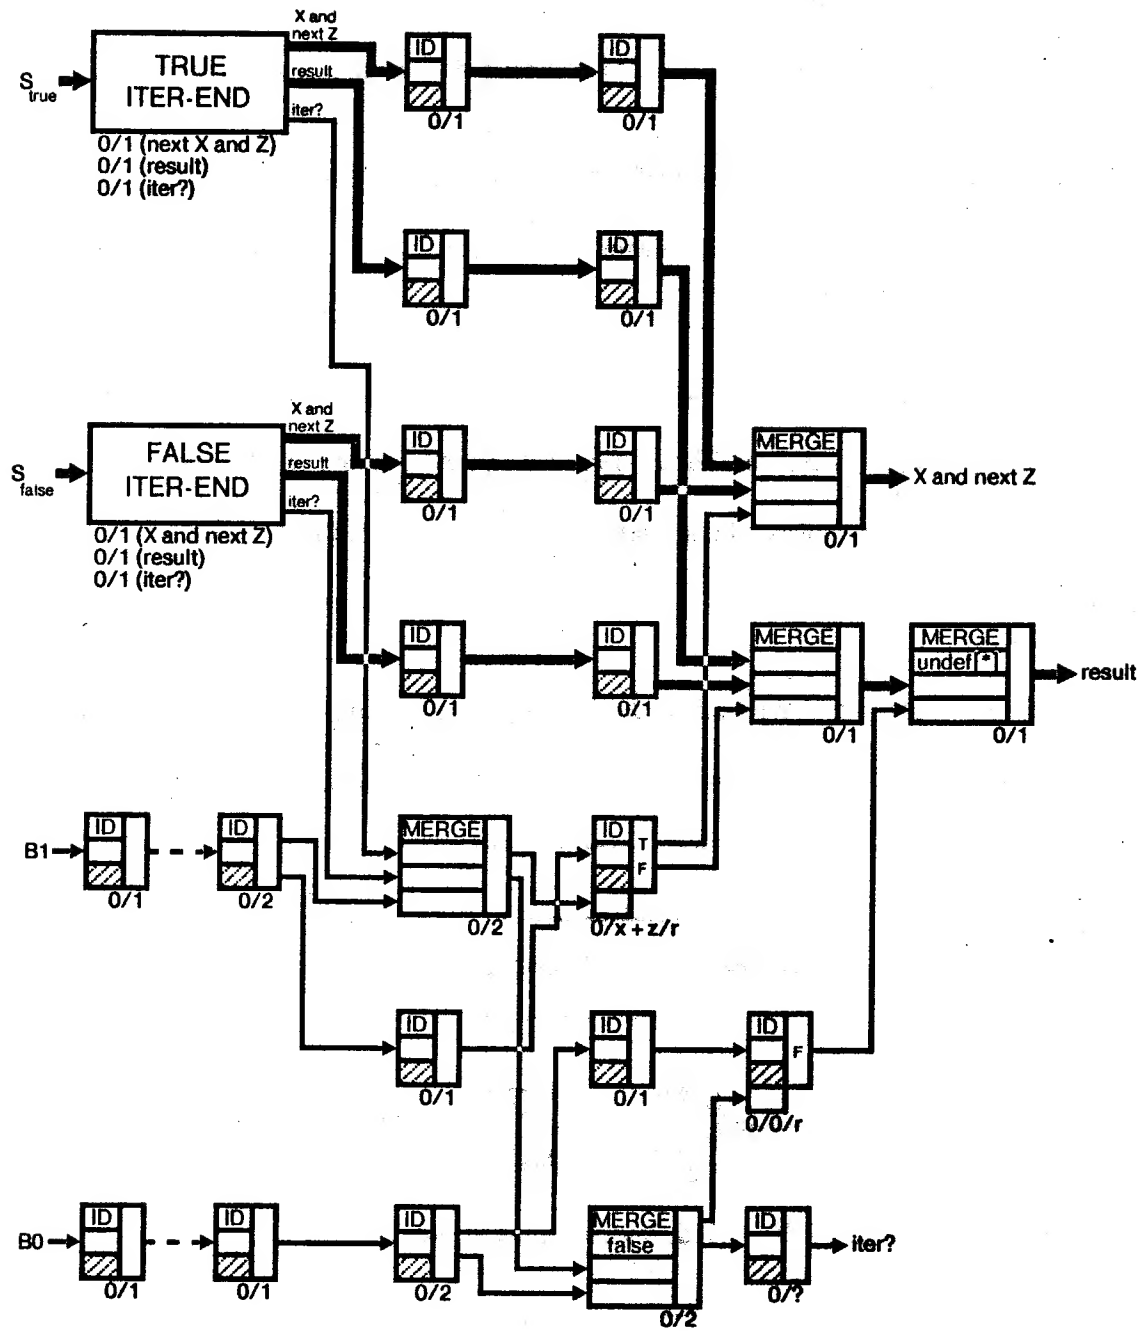 X and
next Z
ID
ID
TRUE
ITER-END
S
true
result
iter?
0/1
0/1
0/1 (next X and Z)
0/1 (result)
0/1 (iter?)
ID
ID
0/1
0/1
X and
next Z
ID
ID
MERGE
FALSE
ITER-END
S
false
result
iter?
X and next Z
0/1
0/1
0/1
0/1 (X and next Z)
0/1 (result)
0/1 (iter?)
ID
ID
MERGE
MERGE
undef[*]
result
0/1
0/1
0/1
0/1
B1
ID
ID
MERGE
ID
T
F
0/1
0/2
0/2
0/x + z/r
ID
ID
ID
F
0/1
0/1
0/0/r
B0
ID
ID
ID
MERGE
false
ID
iter?
0/1
0/1
0/2
0/2
0/?